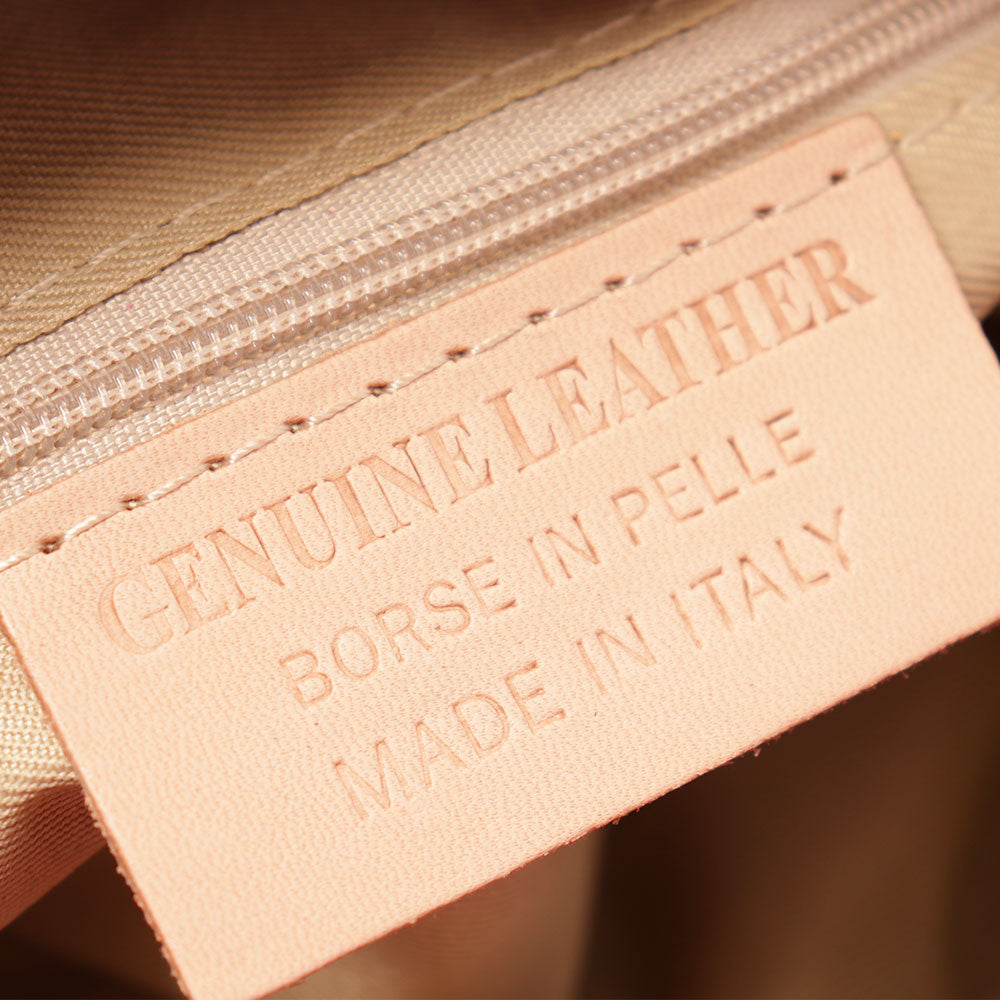 GENUINE LEATHER
BORSE IN PELLE
MADE IN ITALY